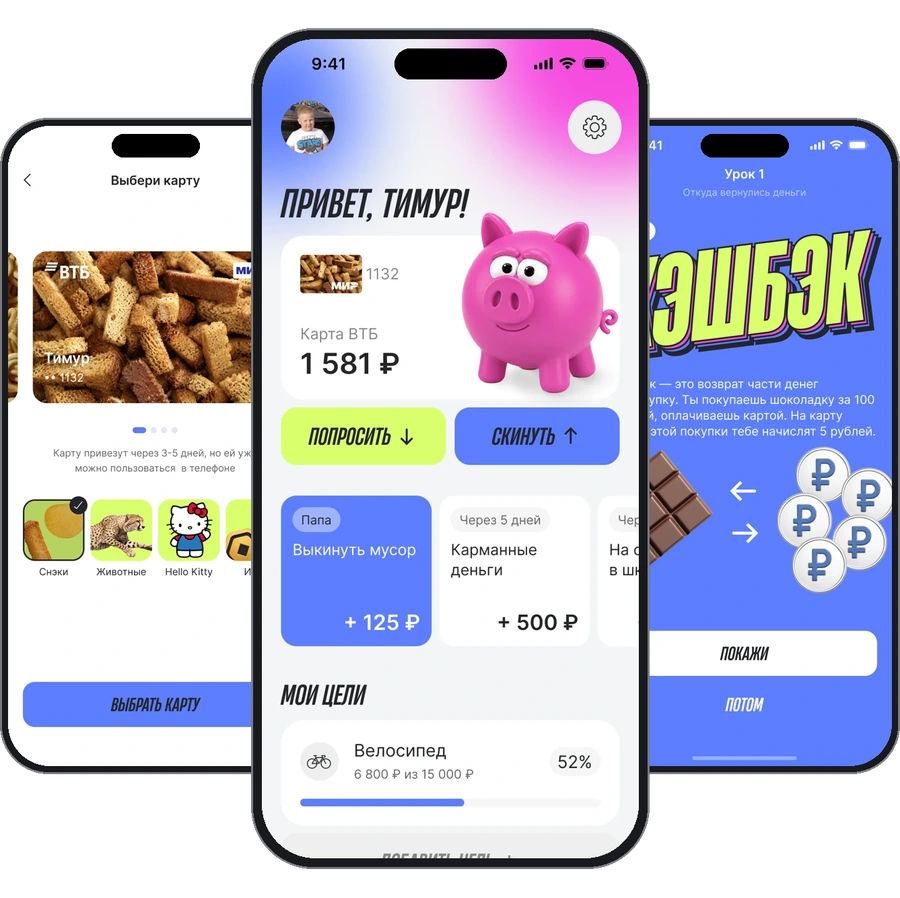 Выбери карту
ВТБ
Тимур
•• 1132
Карту привезут через 3-5 дней, но ей
можно пользоваться в телефоне
Снэки
Животные
Hello Kitty
ВЫБРАТЬ КАРТУ
9:41
ПРИВЕТ, ТИМУР!
МИР
1132
Карта ВТБ
1 581 ₽
ПОПРОСИТЬ ↓
СКИНУТЬ ↑
Папа
Выкинуть мусор
+ 125 ₽
Через 5 дней
Карманные
деньги
+ 500 ₽
МОИ ЦЕЛИ
Велосипед
6 800 ₽ из 15 000 ₽
52%
41
Урок 1
Откуда вернулись деньги
КЭШБЭК
к — это возврат части денег
упку. Ты покупаешь шоколадку за 100
й, оплачиваешь картой. На карту
этой покупки тебе начислят 5 рублей.
₽
₽
₽
₽
₽
ПОКАЖИ
ПОТОМ